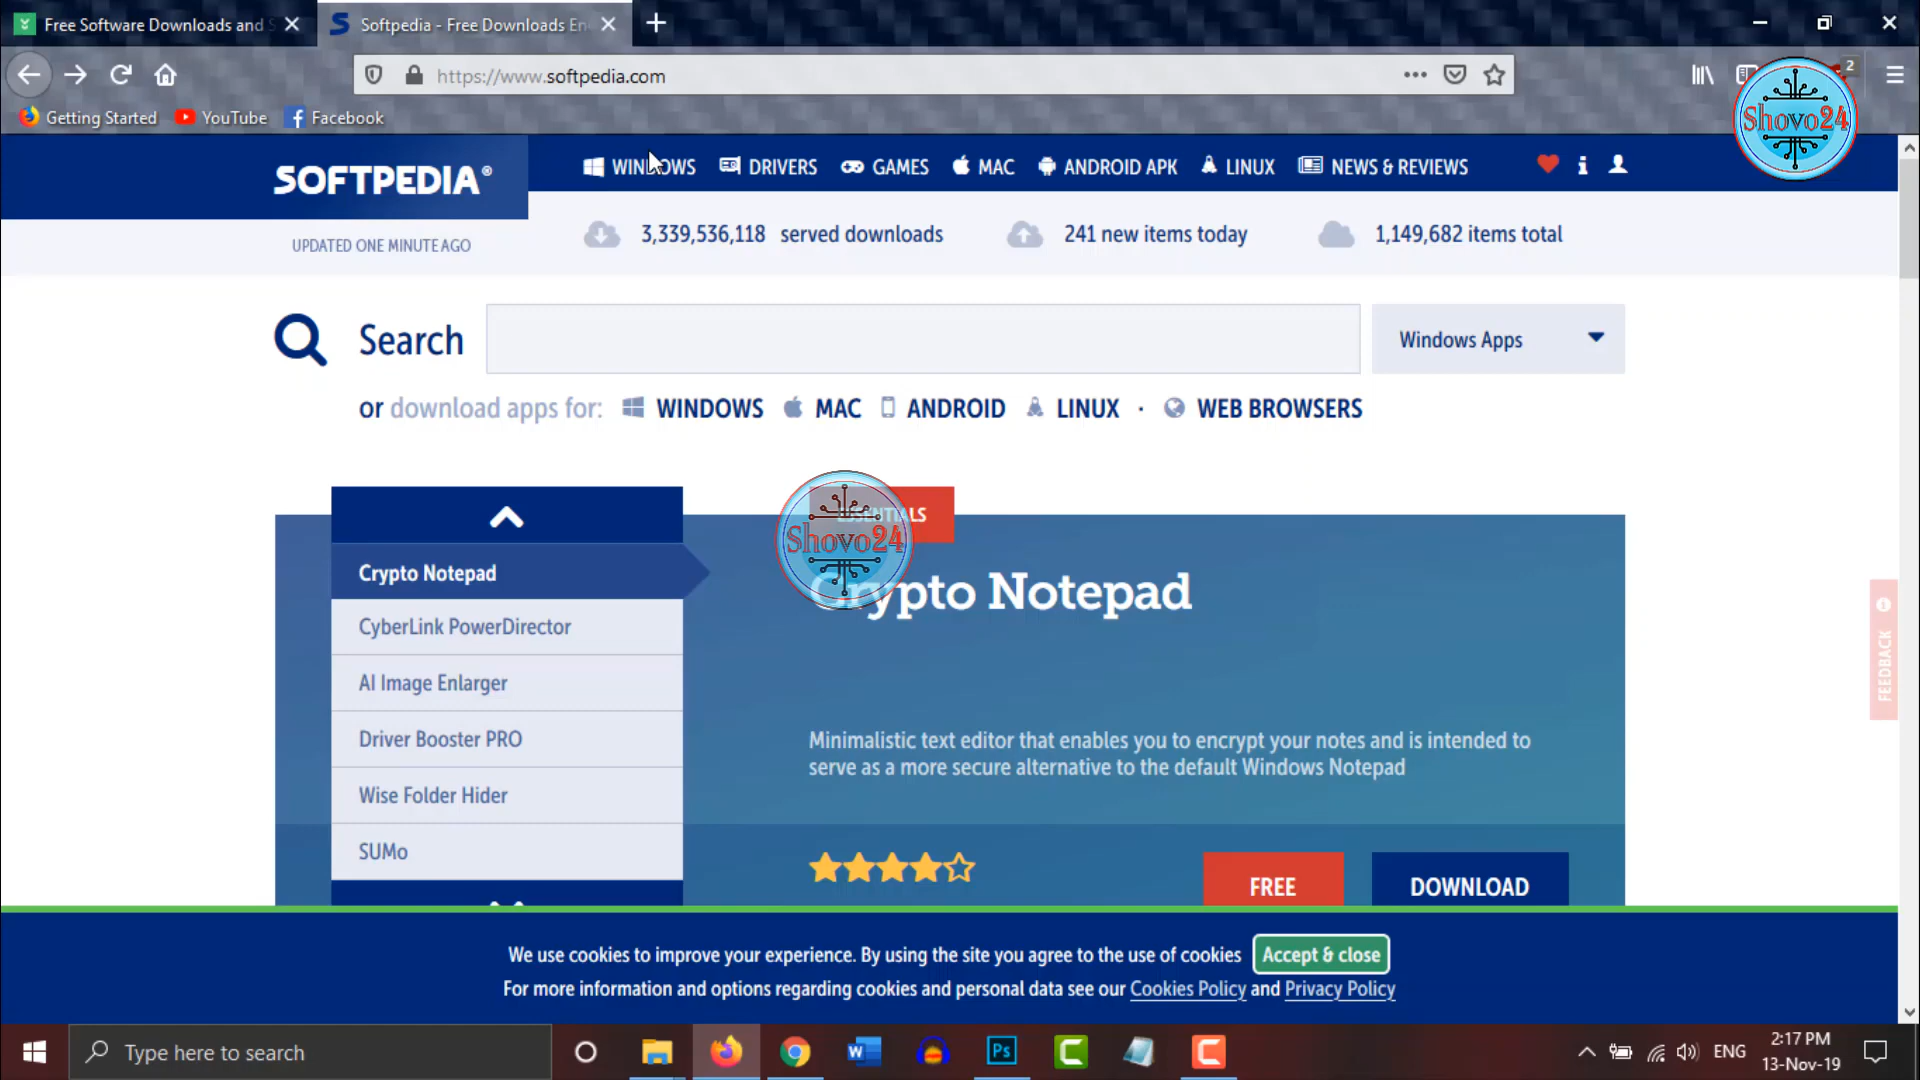 Free Software Downloads and S
Softpedia - Free Downloads En
https://www.softpedia.com
2
Getting Started
YouTube
Facebook
Shovo24
SOFTPEDIA®
WINDOWS
DRIVERS
GAMES
MAC
ANDROID APK
LINUX
NEWS & REVIEWS
UPDATED ONE MINUTE AGO
3,339,536,118 served downloads
241 new items today
1,149,682 items total
Search
Windows Apps
or download apps for: WINDOWS MAC ANDROID LINUX · WEB BROWSERS
ESSENTIALS
Shovo24
Crypto Notepad
Crypto Notepad
CyberLink PowerDirector
AI Image Enlarger
Driver Booster PRO
Wise Folder Hider
SUMo
Minimalistic text editor that enables you to encrypt your notes and is intended to
serve as a more secure alternative to the default Windows Notepad
FREE
DOWNLOAD
FEEDBACK
We use cookies to improve your experience. By using the site you agree to the use of cookies
Accept & close
For more information and options regarding cookies and personal data see our Cookies Policy and Privacy Policy
Type here to search
W
Ps
ENG
2:17 PM
13-Nov-19